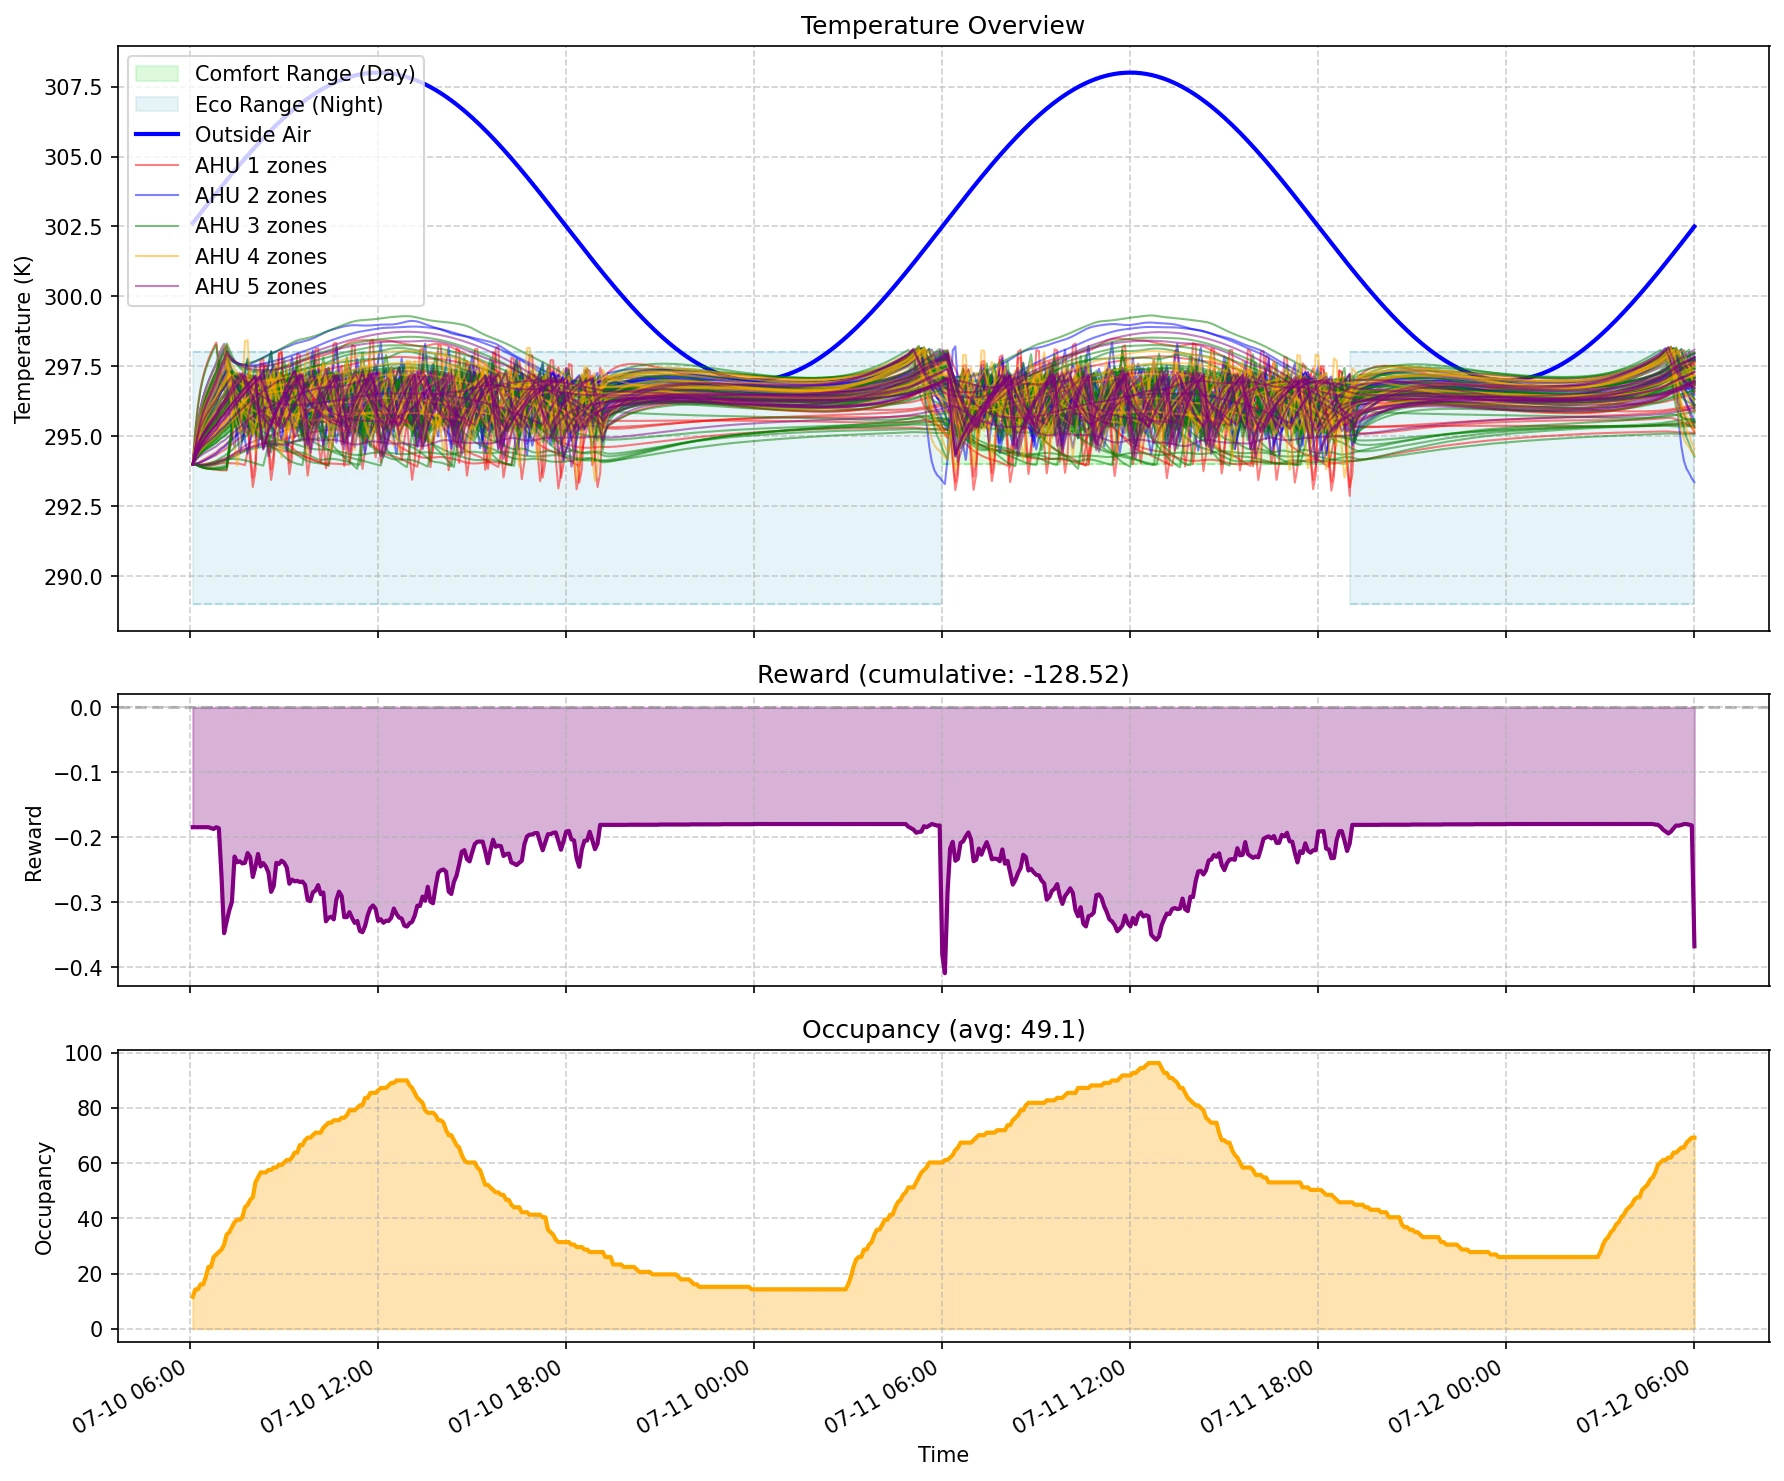 Temperature Overview
Comfort Range (Day)
Eco Range (Night)
Outside Air
AHU 1 zones
AHU 2 zones
AHU 3 zones
AHU 4 zones
AHU 5 zones
Temperature (K)
307.5
305.0
302.5
300.0
297.5
295.0
292.5
290.0
Reward (cumulative: -128.52)
Reward
0.0
−0.1
−0.2
−0.3
−0.4
Occupancy (avg: 49.1)
Occupancy
100
80
60
40
20
0
07-10 06:00
07-10 12:00
07-10 18:00
07-11 00:00
07-11 06:00
07-11 12:00
07-11 18:00
07-12 00:00
07-12 06:00
Time